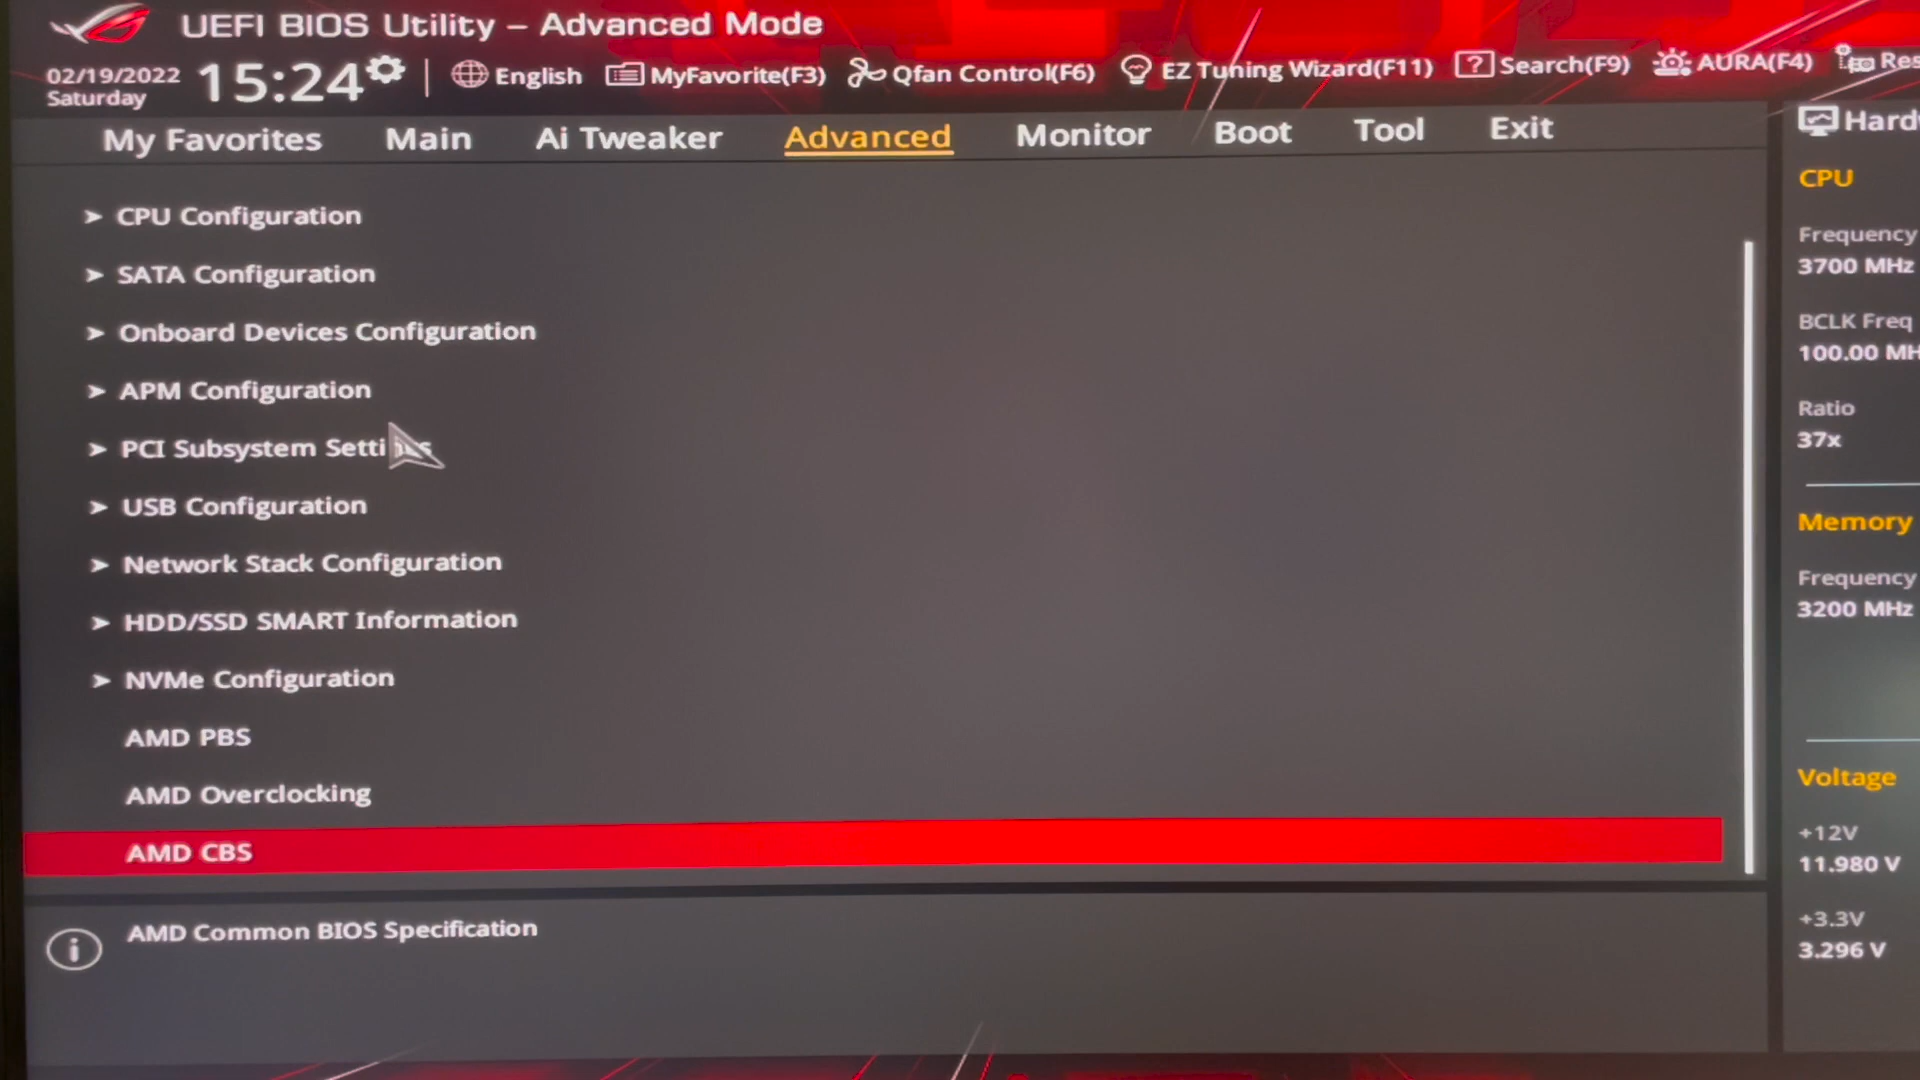 UEFI BIOS Utility – Advanced Mode
02/19/2022
Saturday
15:24
English
MyFavorite(F3)
Qfan Control(F6)
EZ Tuning Wizard(F11)
Search(F9)
AURA(F4)
My Favorites
Main
Ai Tweaker
Advanced
Monitor
Boot
Tool
Exit
CPU Configuration
SATA Configuration
Onboard Devices Configuration
APM Configuration
PCI Subsystem
USB Configuration
Network Stack Configuration
HDD/SSD SMART Information
NVMe Configuration
AMD PBS
AMD Overclocking
AMD CBS
AMD Common BIOS Specification
CPU
Frequency
3700 MHz
BCLK Freq
100.00
Ratio
37x
Memory
Frequency
3200 MHz
Voltage
+12V
11.980 V
+3.3V
3.296 V